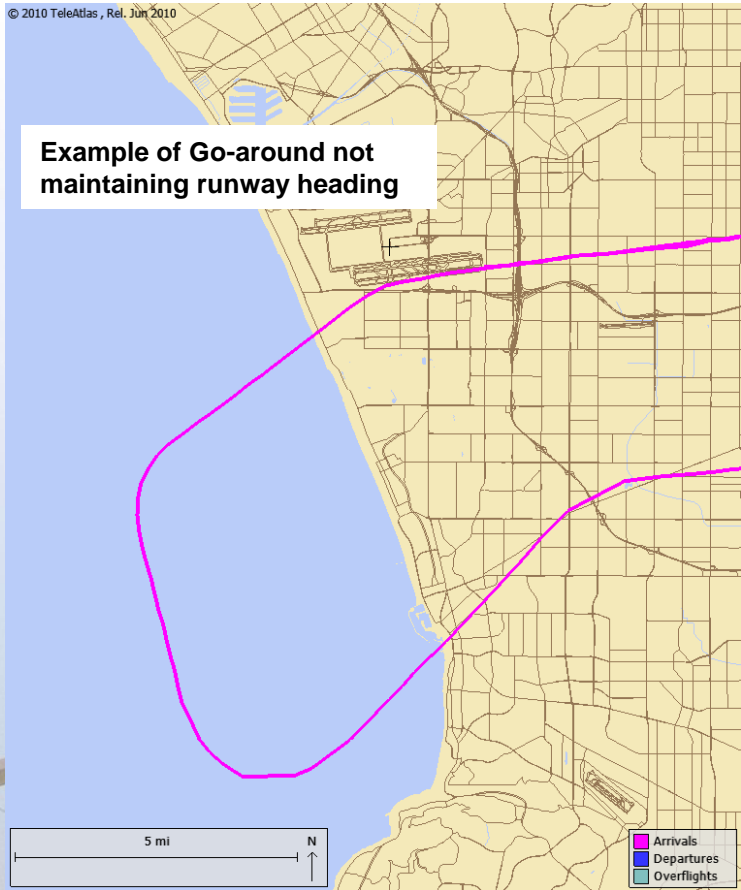 © 2010 TeleAtlas , Rel. Jun 2010
Example of Go-around not
maintaining runway heading
5 mi
N
Arrivals
Departures
Overflights